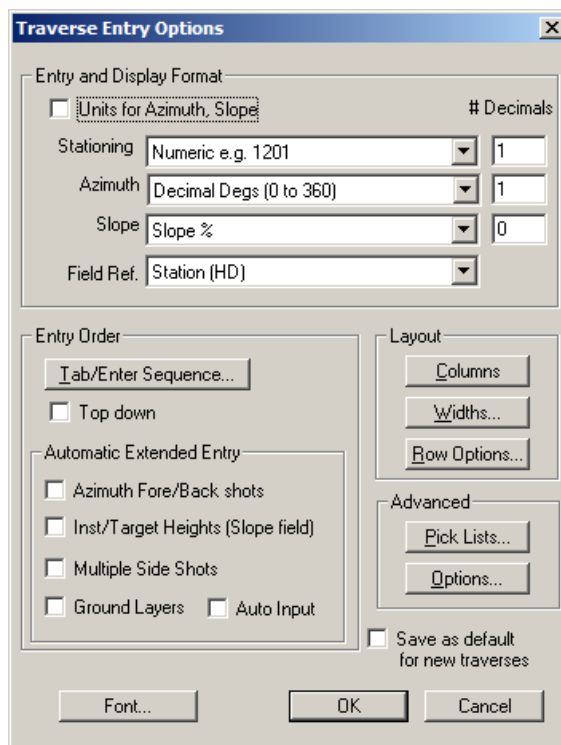 Traverse Entry Options
Entry and Display Format
Units for Azimuth, Slope
# Decimals
Stationing Numeric e.g. 1201 1
Azimuth Decimal Degs (0 to 360) 1
Slope Slope % 0
Field Ref. Station (HD)
Entry Order
Tab/Enter Sequence...
Top down
Automatic Extended Entry
Azimuth Fore/Back shots
Inst/Target Heights (Slope field)
Multiple Side Shots
Ground Layers Auto Input
Layout
Columns
Widths...
Row Options...
Advanced
Pick Lists...
Options...
Save as default
for new traverses
Font... OK Cancel